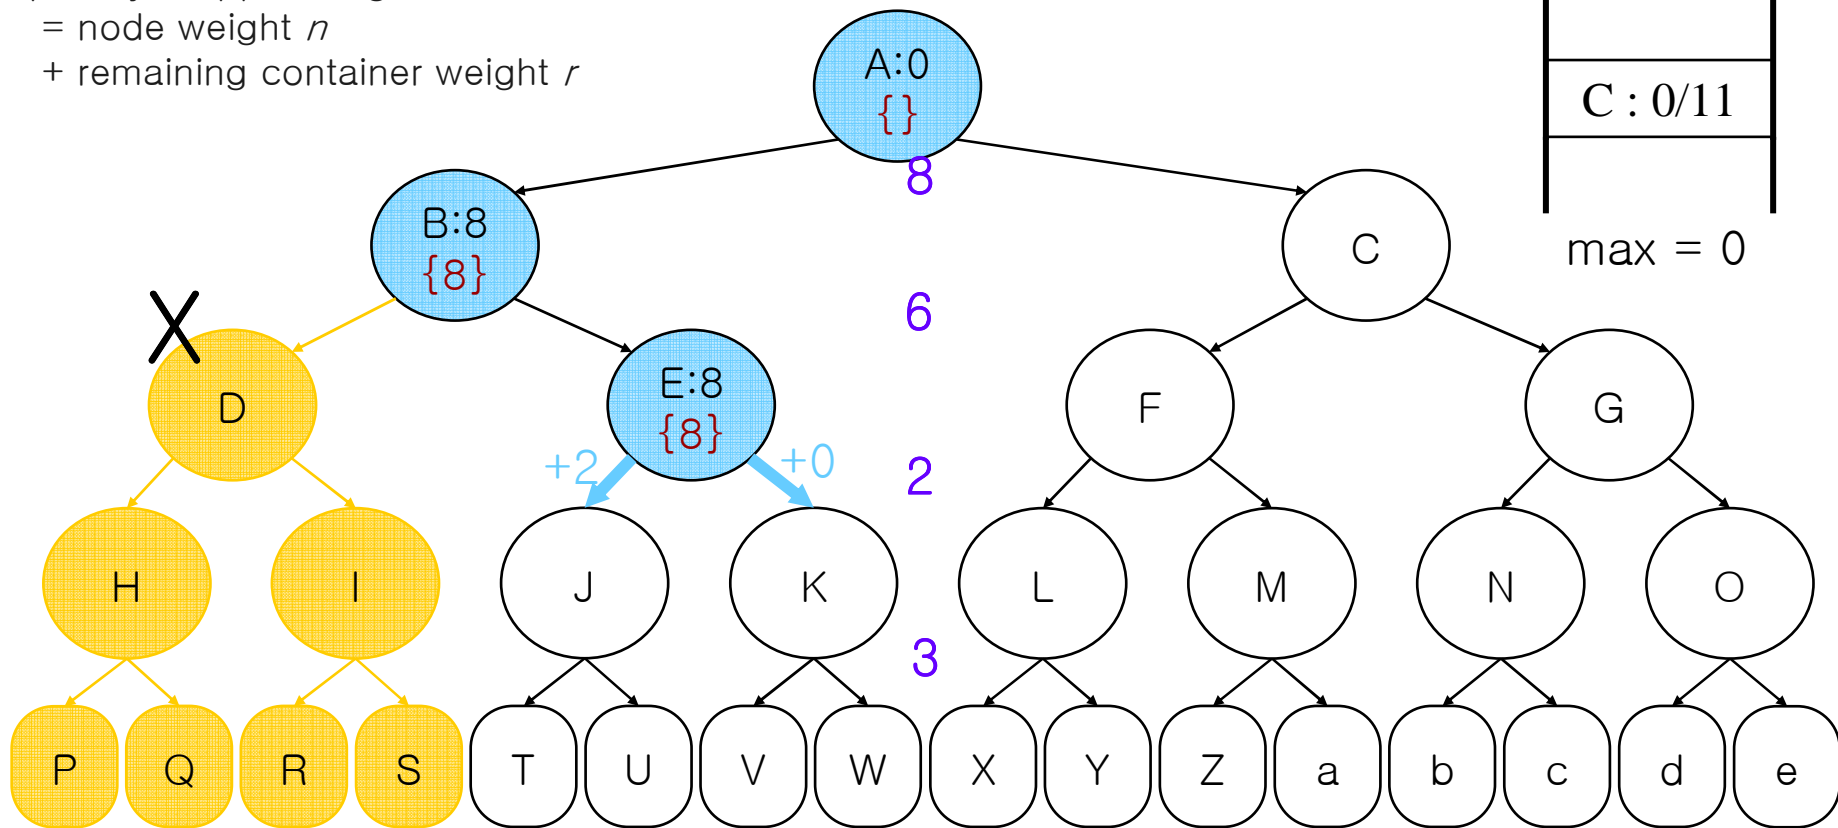 = node weight n
+ remaining container weight r
A:0
{}
C : 0/11
8
B:8
{8}
C
max = 0
6
X
D
E:8
{8}
F
G
+2
+0
2
H
I
J
K
L
M
N
O
3
P
Q
R
S
T
U
V
W
X
Y
Z
a
b
c
d
e